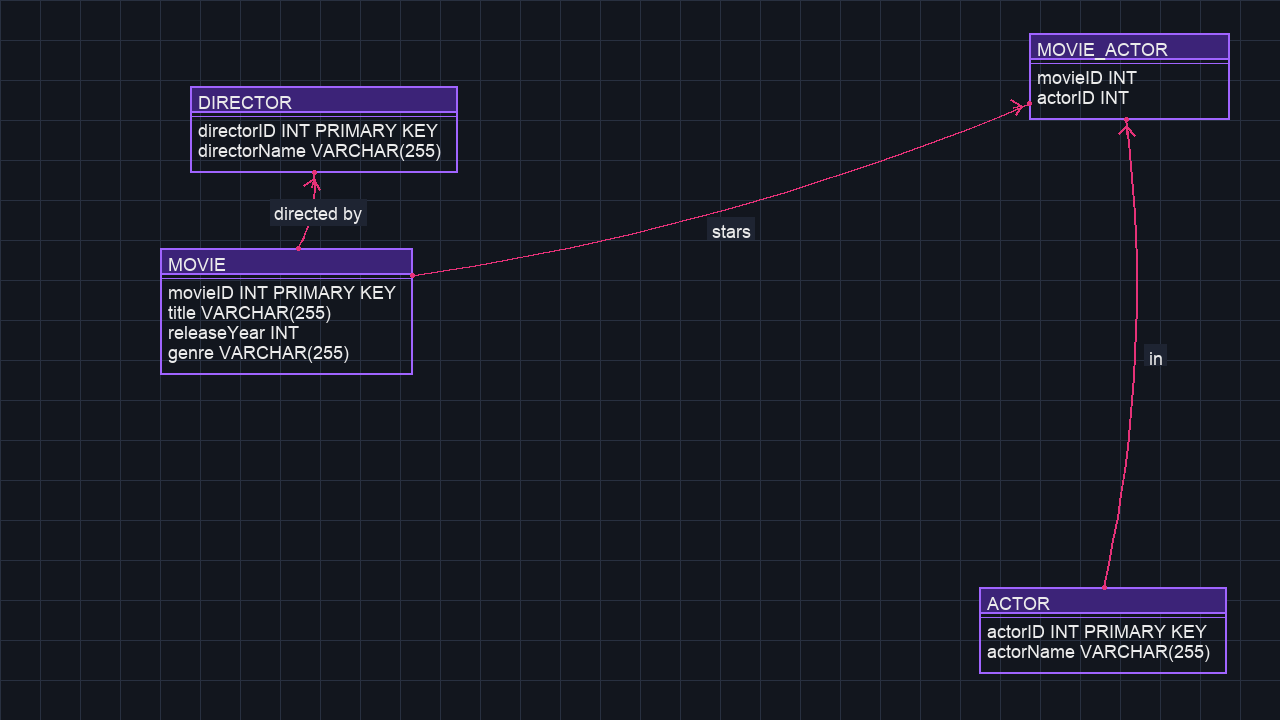 MOVIE_ACTOR
movieID INT
actorID INT
DIRECTOR
directorID INT PRIMARY KEY
directorName VARCHAR(255)
directed by
stars
MOVIE
movieID INT PRIMARY KEY
title VARCHAR(255)
releaseYear INT
genre VARCHAR(255)
in
ACTOR
actorID INT PRIMARY KEY
actorName VARCHAR(255)